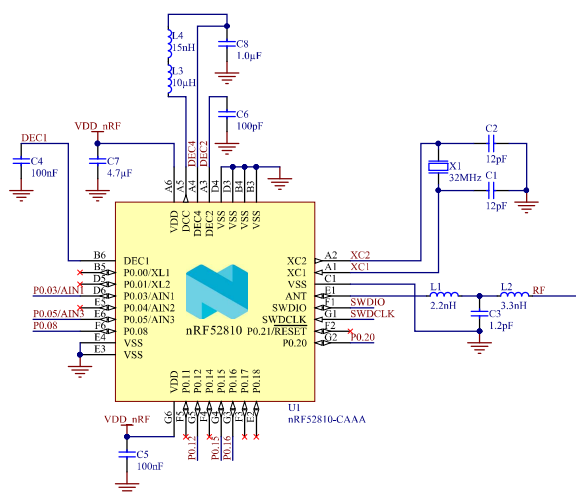 L4
15nH
C8
1.0µF
L3
10µH
C6
100pF
VDD_nRF
DEC1
C4
100nF
C7
4.7µF
DEC4
DEC2
C2
12pF
X1
32MHz
C1
12pF
A6
A5
A4
A3
D4
D3
B4
B3
VDD
DCC
DEC4
DEC2
VSS
VSS
VSS
VSS
B6
DEC1
B5
P0.00/XL1
D5
P0.01/XL2
P0.03/AIN1
D6
P0.03/AIN1
E5
P0.04/AIN2
P0.05/AIN3
E6
P0.05/AIN3
P0.08
F6
P0.08
E4
VSS
E3
VSS
nRF52810
XC2
A2
XC2
XC1
A1
XC1
VSS
C1
ANT
E1
SWDIO
F1
SWDIO
SWDCLK
G1
SWDCLK
P0.21/RESET
F2
P0.20
G2
P0.20
L1
2.2nH
L2
3.3nH
RF
C3
1.2pF
VDD
P0.11
P0.12
P0.14
P0.15
P0.16
P0.17
P0.18
G6
F5
G5
F4
G4
G3
F3
E2
P0.12
P0.15
P0.16
U1
nRF52810-CAAA
VDD_nRF
C5
100nF